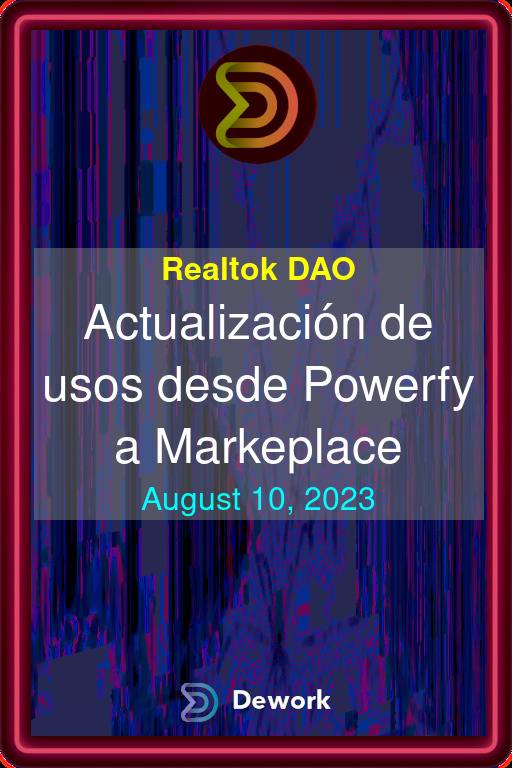 Realtok DAO
Actualización de
usos desde Powerfy
a Markeplace
August 10, 2023
Dework